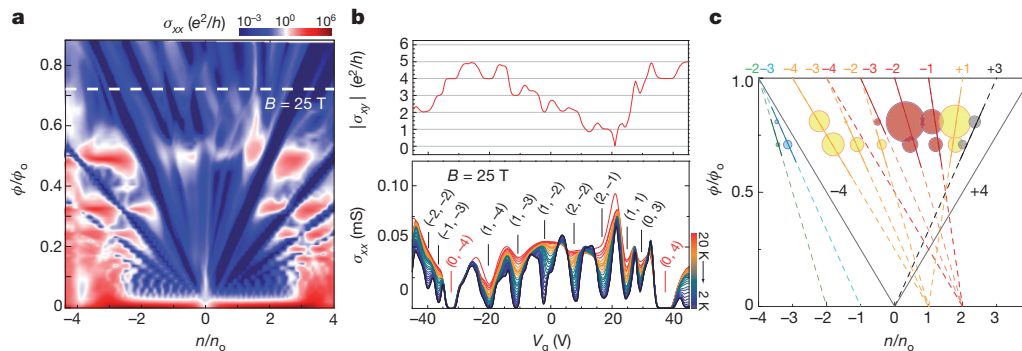 a
σxx (e²/h) 10⁻³ 10⁰ 10⁶
0.8
0.6
0.4
0.2
0
ϕ/ϕo
B = 25 T
−4 −2 0 2 4
n/no
b
6
5
4
3
2
1
0
|σxy| (e²/h)
B = 25 T
0.10
0.05
0
σxx (mS)
(−2, −2)
(−1, −3)
(0, −4)
(1, −4)
(1, −3)
(1, −2)
(2, −2)
(2, −1)
(1, 1)
(0, 3)
(0, 4)
20 K → 2 K
−40 −20 0 20 40
Vg (V)
c
−2 −3 −4 −3 −4 −2 −3 −2 −1 +1 +3
1.0
0.5
0
ϕ/ϕo
−4
+4
−4 −3 −2 −1 0 1 2 3 4
n/no